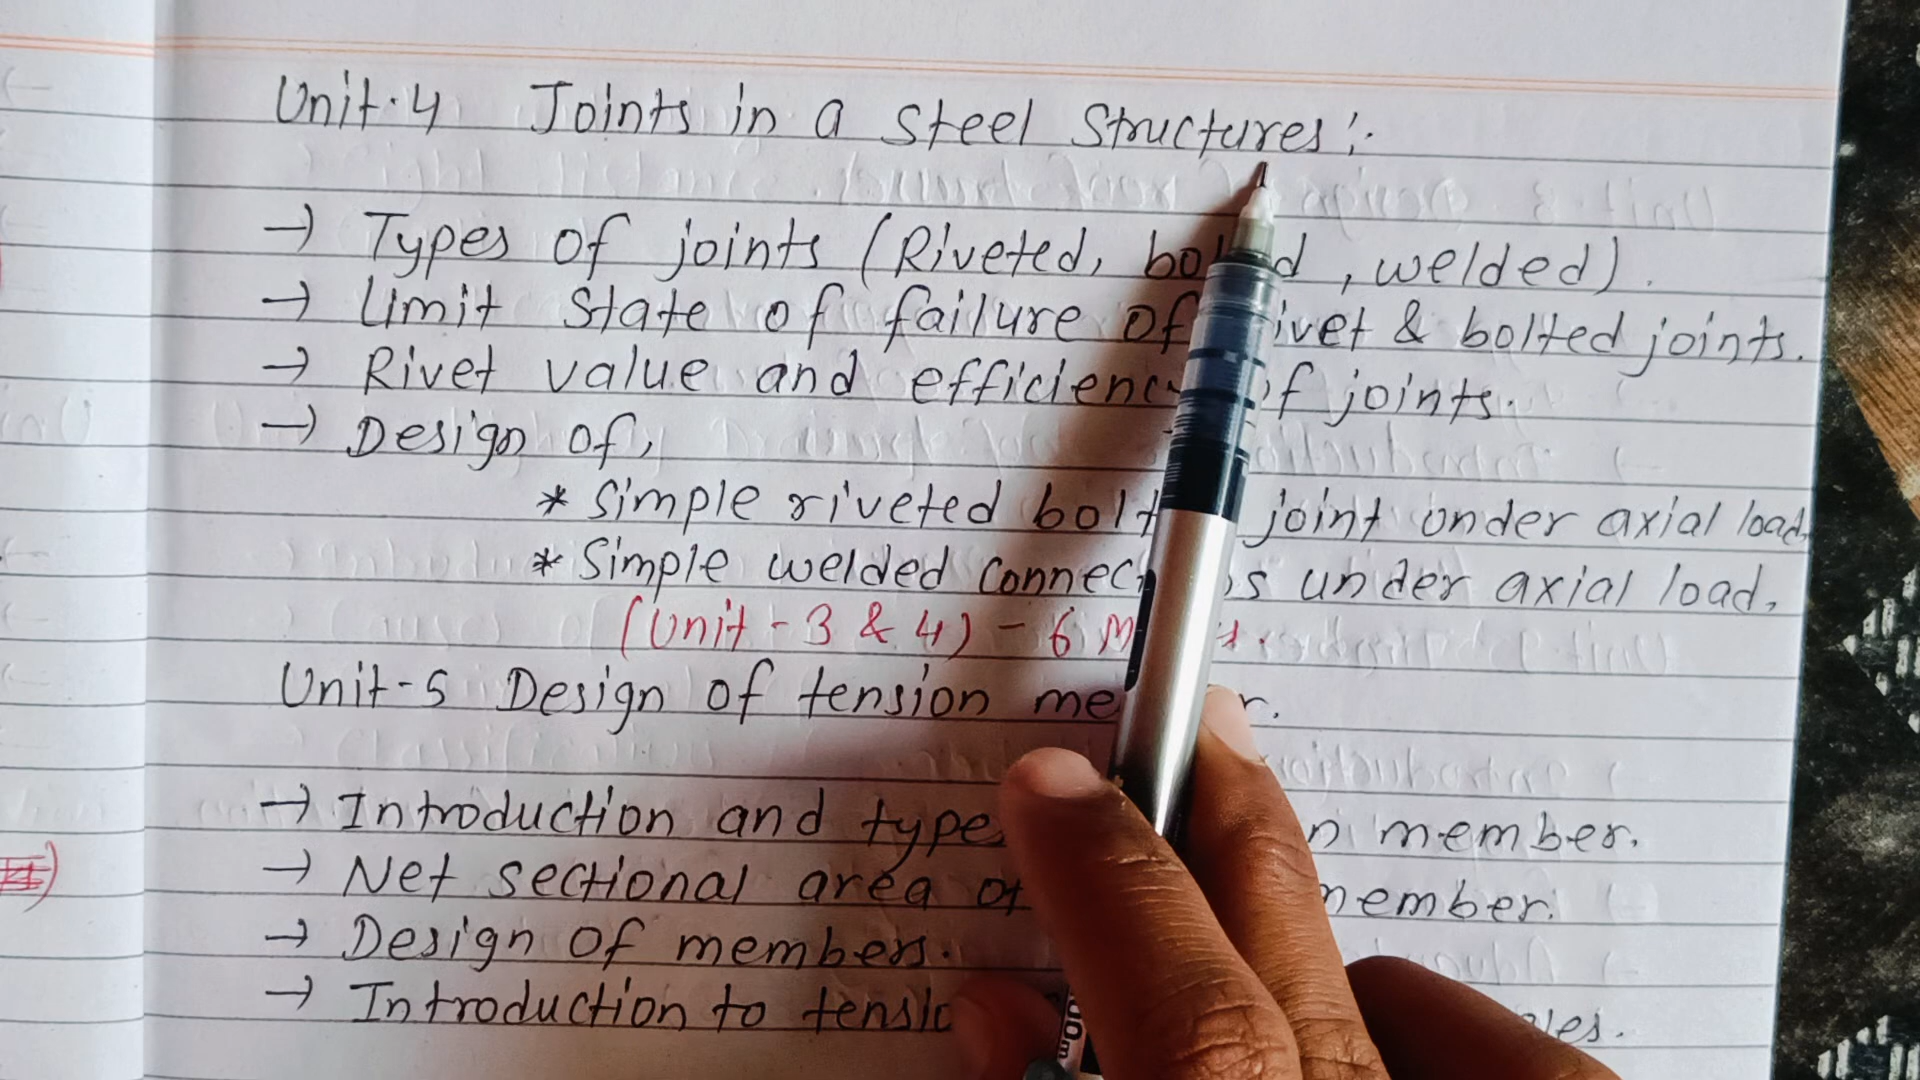 Unit-4 Joints in a Steel Structures:-
→ Types of joints (Riveted, , welded).
→ Limit State of failure of & bolted joints.
→ Rivet value and of joints.
→ Design of,
* Simple riveted joint under axial load.
* Simple welded under axial load.
(Unit - 3 & 4) - 6
Unit-5 Design of tension
→ Introduction and member.
→ Net sectional area of member.
→ Design of members.
→ Introduction to